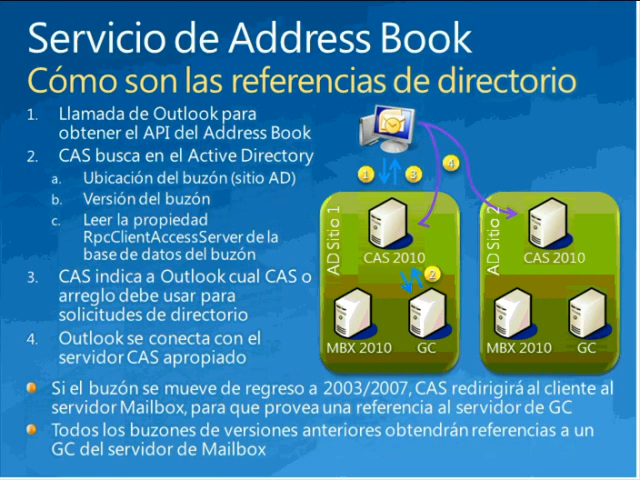 Servicio de Address Book
Cómo son las referencias de directorio
1. Llamada de Outlook para
obtener el API del Address Book
2. CAS busca en el Active Directory
a. Ubicación del buzón (sitio AD)
b. Versión del buzón
c. Leer la propiedad
RpcClientAccessServer de la
base de datos del buzón
3. CAS indica a Outlook cual CAS o
arreglo debe usar para
solicitudes de directorio
4. Outlook se conecta con el
servidor CAS apropiado
1
3
4
AD Sitio 1
CAS 2010
2
MBX 2010
GC
AD Sitio 2
CAS 2010
MBX 2010
GC
Si el buzón se mueve de regreso a 2003/2007, CAS redirigirá al cliente al
servidor Mailbox, para que provea una referencia al servidor de GC
Todos los buzones de versiones anteriores obtendrán referencias a un
GC del servidor de Mailbox